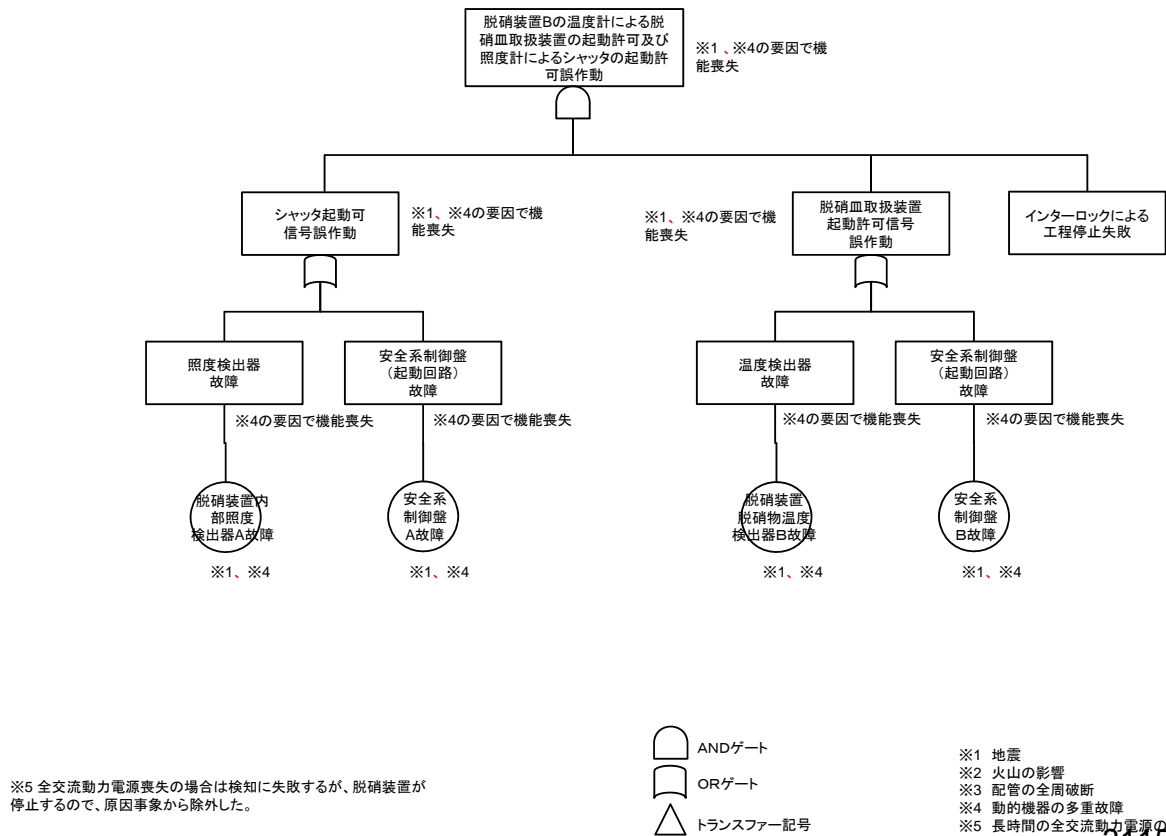 脱硝装置Bの温度計による脱
硝皿取扱装置の起動許可及び
照度計によるシャッタの起動許
可誤作動
※1 、※4の要因で機
能喪失
シャッタ起動可
信号誤作動
※1、※4の要因で機
能喪失
※1、※4の要因で機
能喪失
脱硝皿取扱装置
起動許可信号
誤作動
インターロックによる
工程停止失敗
照度検出器
故障
安全系制御盤
(起動回路)
故障
温度検出器
故障
安全系制御盤
(起動回路)
故障
※4の要因で機能喪失
※4の要因で機能喪失
※4の要因で機能喪失
※4の要因で機能喪失
脱硝装置内
部照度
検出器A故障
安全系
制御盤
A故障
脱硝装置
脱硝物温度
検出器B故障
安全系
制御盤
B故障
※1、※4
※1、※4
※1、※4
※1、※4
※5 全交流動力電源喪失の場合は検知に失敗するが、脱硝装置が
停止するので、原因事象から除外した。
ANDゲート
ORゲート
トランスファー記号
※1 地震
※2 火山の影響
※3 配管の全周破断
※4 動的機器の多重故障
※5 長時間の全交流動力電源の